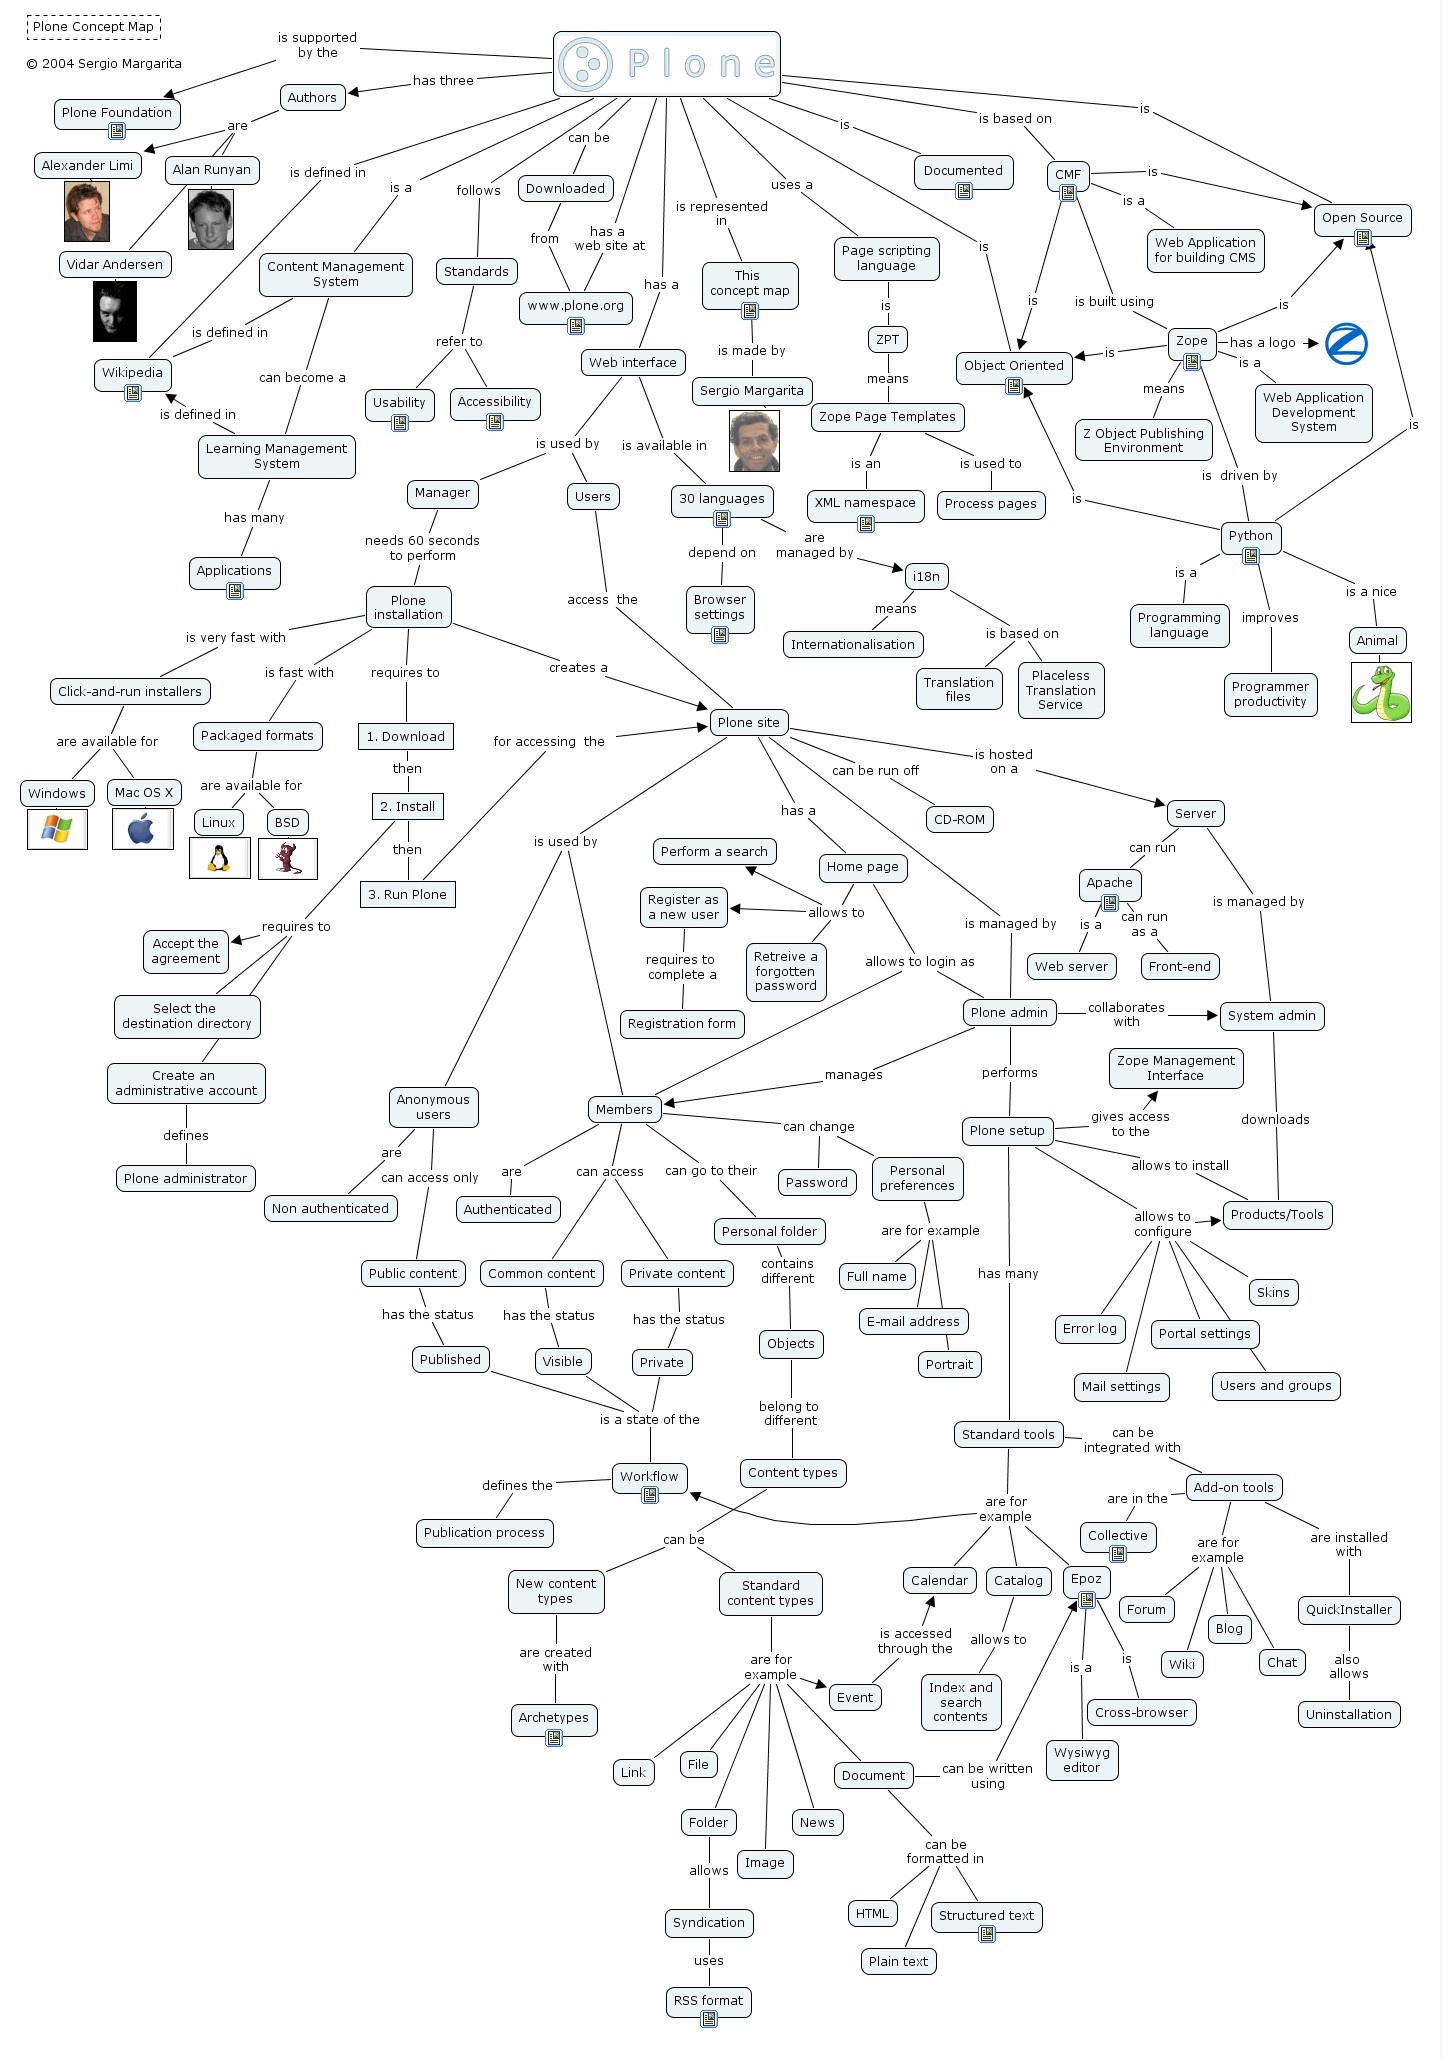 Plone Concept Map
© 2004 Sergio Margarita
Plone
is supported
by the
Plone Foundation
has three
Authors
are
Alexander Limi
Alan Runyan
Vidar Andersen
is defined in
Wikipedia
is a
Content Management
System
is defined in
can become a
is defined in
Learning Management
System
has many
Applications
follows
Standards
refer to
Usability
Accessibility
can be
Downloaded
from
has a
web site at
www.plone.org
has a
Web interface
is used by
Manager
Users
is available in
30 languages
depend on
Browser
settings
are
managed by
i18n
means
Internationalisation
is based on
Translation
files
Placeless
Translation
Service
is represented
in
This
concept map
is made by
Sergio Margarita
uses a
Page scripting
language
is
ZPT
means
Zope Page Templates
is an
XML namespace
is used to
Process pages
is
Documented
is
Object Oriented
is based on
CMF
is
is a
Web Application
for building CMS
is
is built using
is
Open Source
Zope
is
is
has a logo
is a
Web Application
Development
System
means
Z Object Publishing
Environment
is driven by
is
is
Python
is a
Programming
language
improves
Programmer
productivity
is a nice
Animal
needs 60 seconds
to perform
Plone
installation
is very fast with
Click-and-run installers
are available for
Windows
Mac OS X
is fast with
Packaged formats
are available for
Linux
BSD
requires to
1. Download
then
2. Install
then
3. Run Plone
requires to
Accept the
agreement
Select the
destination directory
Create an
administrative account
defines
Plone administrator
creates a
access the
for accessing the
Plone site
is used by
can be run off
CD-ROM
has a
Home page
is hosted
on a
Server
can run
Apache
is a
Web server
can run
as a
Front-end
is managed by
System admin
downloads
Perform a search
allows to
Register as
a new user
requires to
complete a
Registration form
Retreive a
forgotten
password
allows to login as
is managed by
Plone admin
collaborates
with
manages
performs
Plone setup
gives access
to the
Zope Management
Interface
allows to install
Products/Tools
allows to
configure
Error log
Mail settings
Portal settings
Users and groups
Skins
has many
Anonymous
users
are
Non authenticated
can access only
Public content
has the status
Published
Members
are
Authenticated
can access
Common content
has the status
Visible
Private content
has the status
Private
can go to their
Personal folder
contains
different
Objects
belong to
different
Content types
can change
Password
Personal
preferences
are for example
Full name
E-mail address
Portrait
is a state of the
Workflow
defines the
Publication process
can be
New content
types
are created
with
Archetypes
Standard
content types
are for
example
Link
File
Folder
Image
News
Document
Event
is accessed
through the
allows
Syndication
uses
RSS format
can be written
using
can be
formatted in
HTML
Plain text
Structured text
Standard tools
are for
example
Calendar
Catalog
allows to
Index and
search
contents
Epoz
is a
Wysiwyg
editor
is
Cross-browser
can be
integrated with
Add-on tools
are in the
Collective
are for
example
Forum
Wiki
Blog
Chat
are installed
with
QuickInstaller
also
allows
Uninstallation